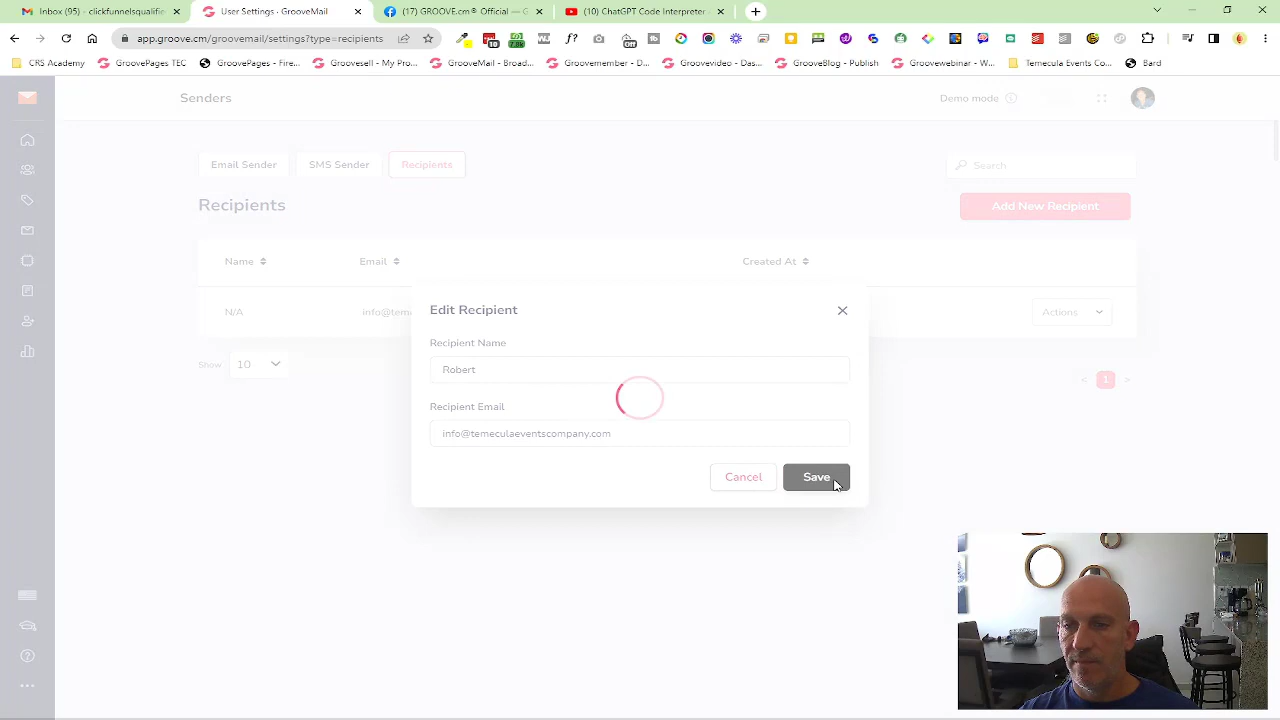 Inbox (95) - clickfunnelsqualific
User Settings, GrooveMail
(17) GROOVE.cm® Official — G
(10) ChatGPT Code Interpreter -
app.groove.cm/groovemail/settings?type=recipients
CRS Academy
GroovePages TEC
GroovePages - Fire...
Groovesell - My Pro...
GrooveMail - Broad...
Groovemember - D...
Groovevideo - Das...
GrooveBlog - Publish
Groovewebinar - W...
Temecula Events Co...
Bard
Senders
Demo mode
Email Sender
SMS Sender
Recipients
Search
Recipients
Add New Recipient
Name
Email
Created At
N/A
info@teme
Actions
Show
10
< 1 >
Edit Recipient
Recipient Name
Robert
Recipient Email
info@temeculaeventscompany.com
Cancel
Save